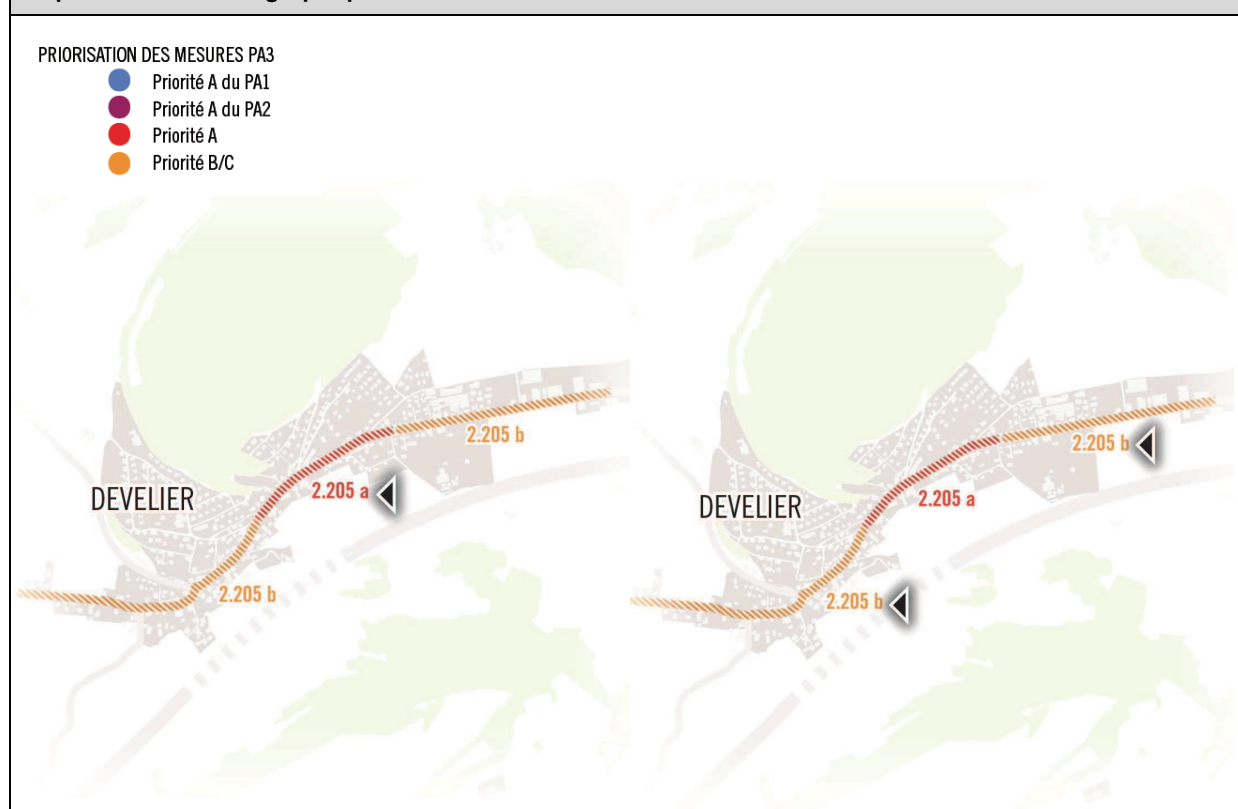 PRIORISATION DES MESURES PA3
Priorité A du PA1
Priorité A du PA2
Priorité A
Priorité B/C
2.205 b
2.205 a
DEVELIER
2.205 b
2.205 b
2.205 a
DEVELIER
2.205 b